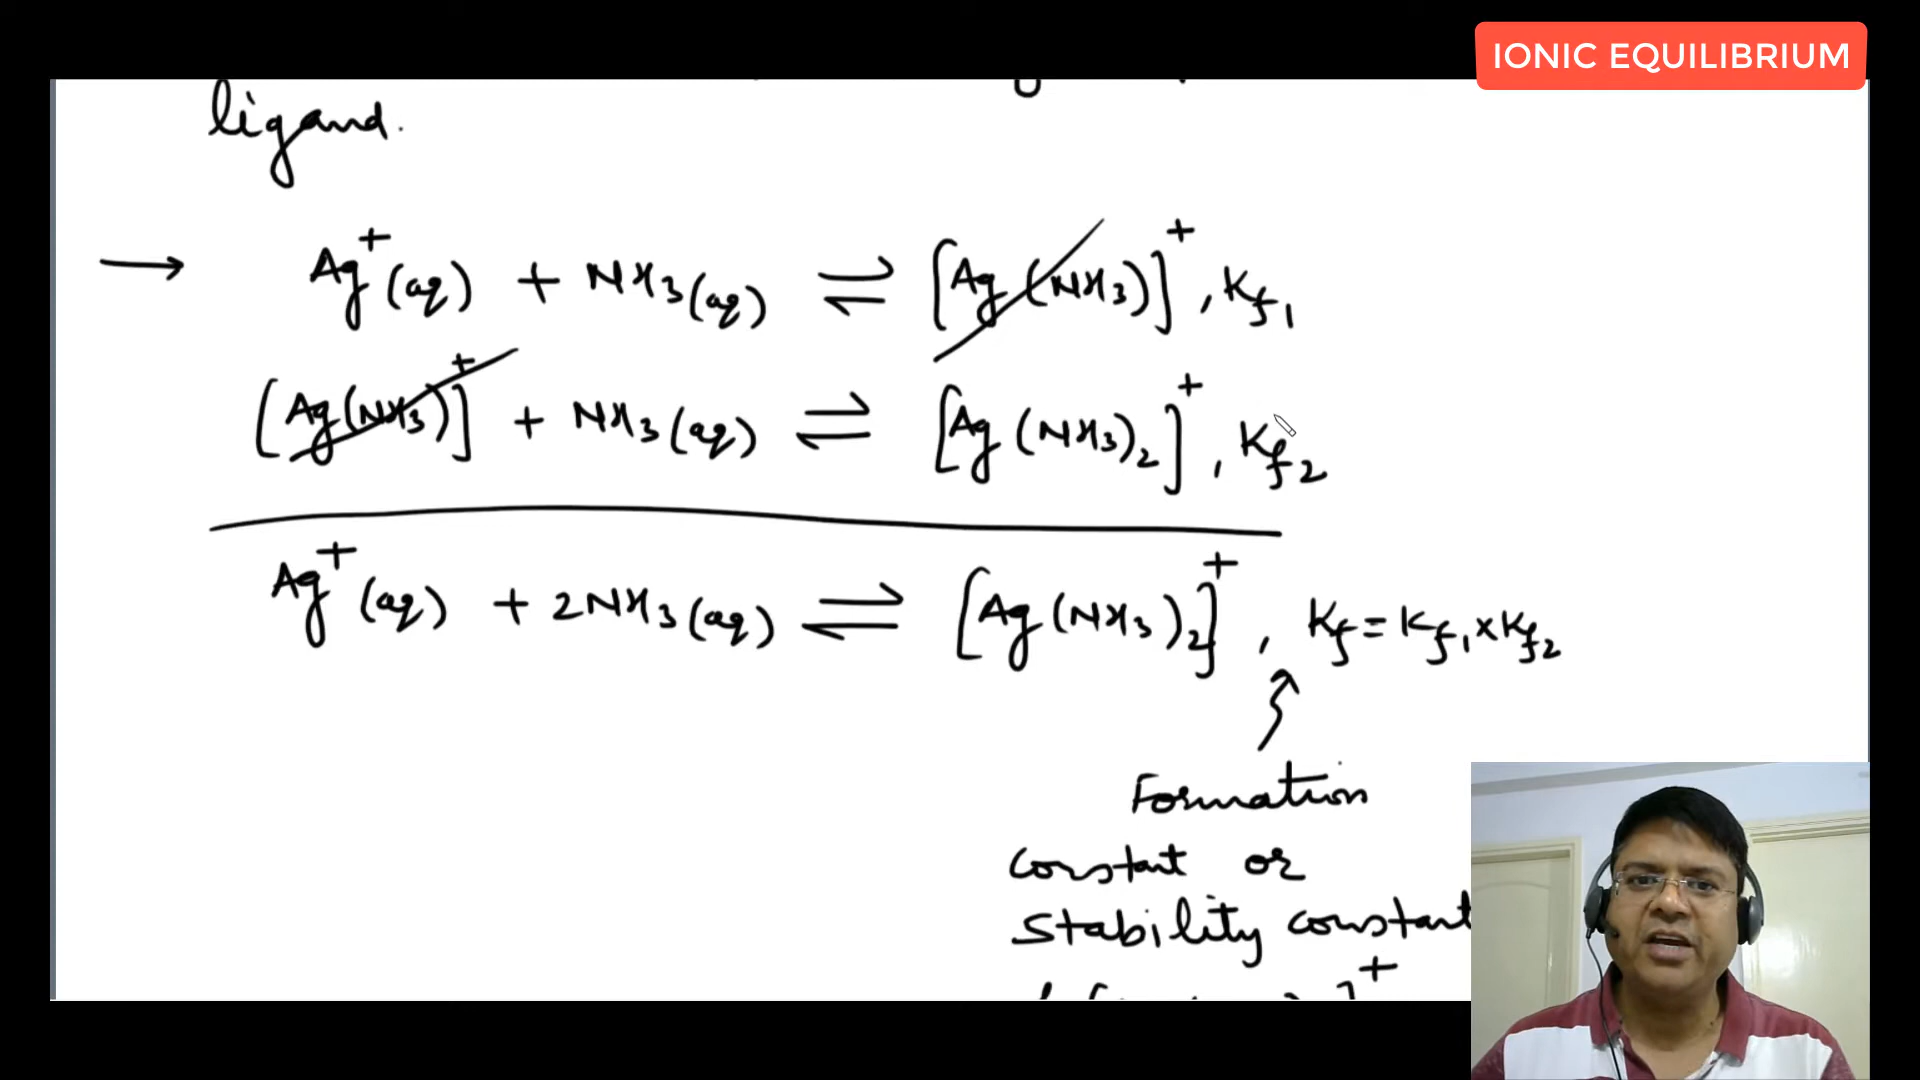 IONIC EQUILIBRIUM
ligand.
→ Ag⁺(aq) + NH₃(aq) ⇌ [Ag(NH₃)]⁺, Kf₁
[Ag(NH₃)]⁺ + NH₃(aq) ⇌ [Ag(NH₃)₂]⁺, Kf₂
Ag⁺(aq) + 2NH₃(aq) ⇌ [Ag(NH₃)₂]⁺, Kf = Kf₁ × Kf₂
Formation
constant or
stability constant